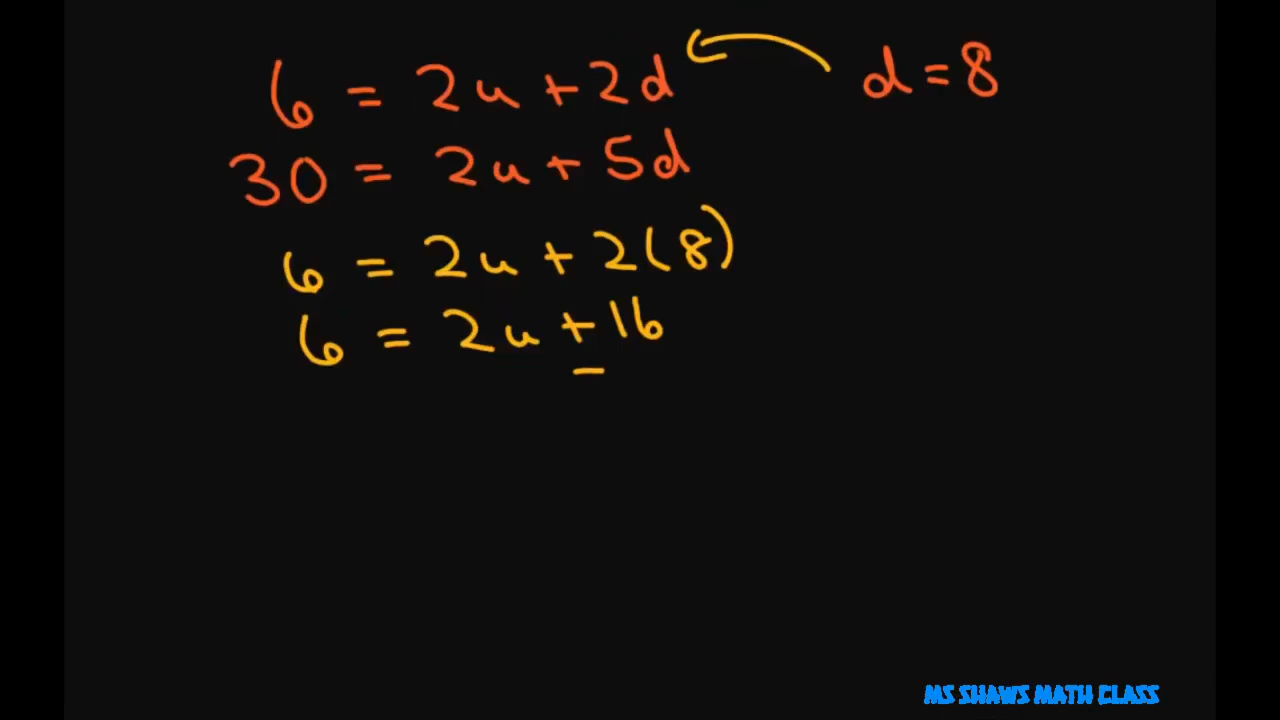 6 = 2u + 2d
d = 8
30 = 2u + 5d
6 = 2u + 2(8)
6 = 2u + 16
−
MS SHAWS MATH CLASS